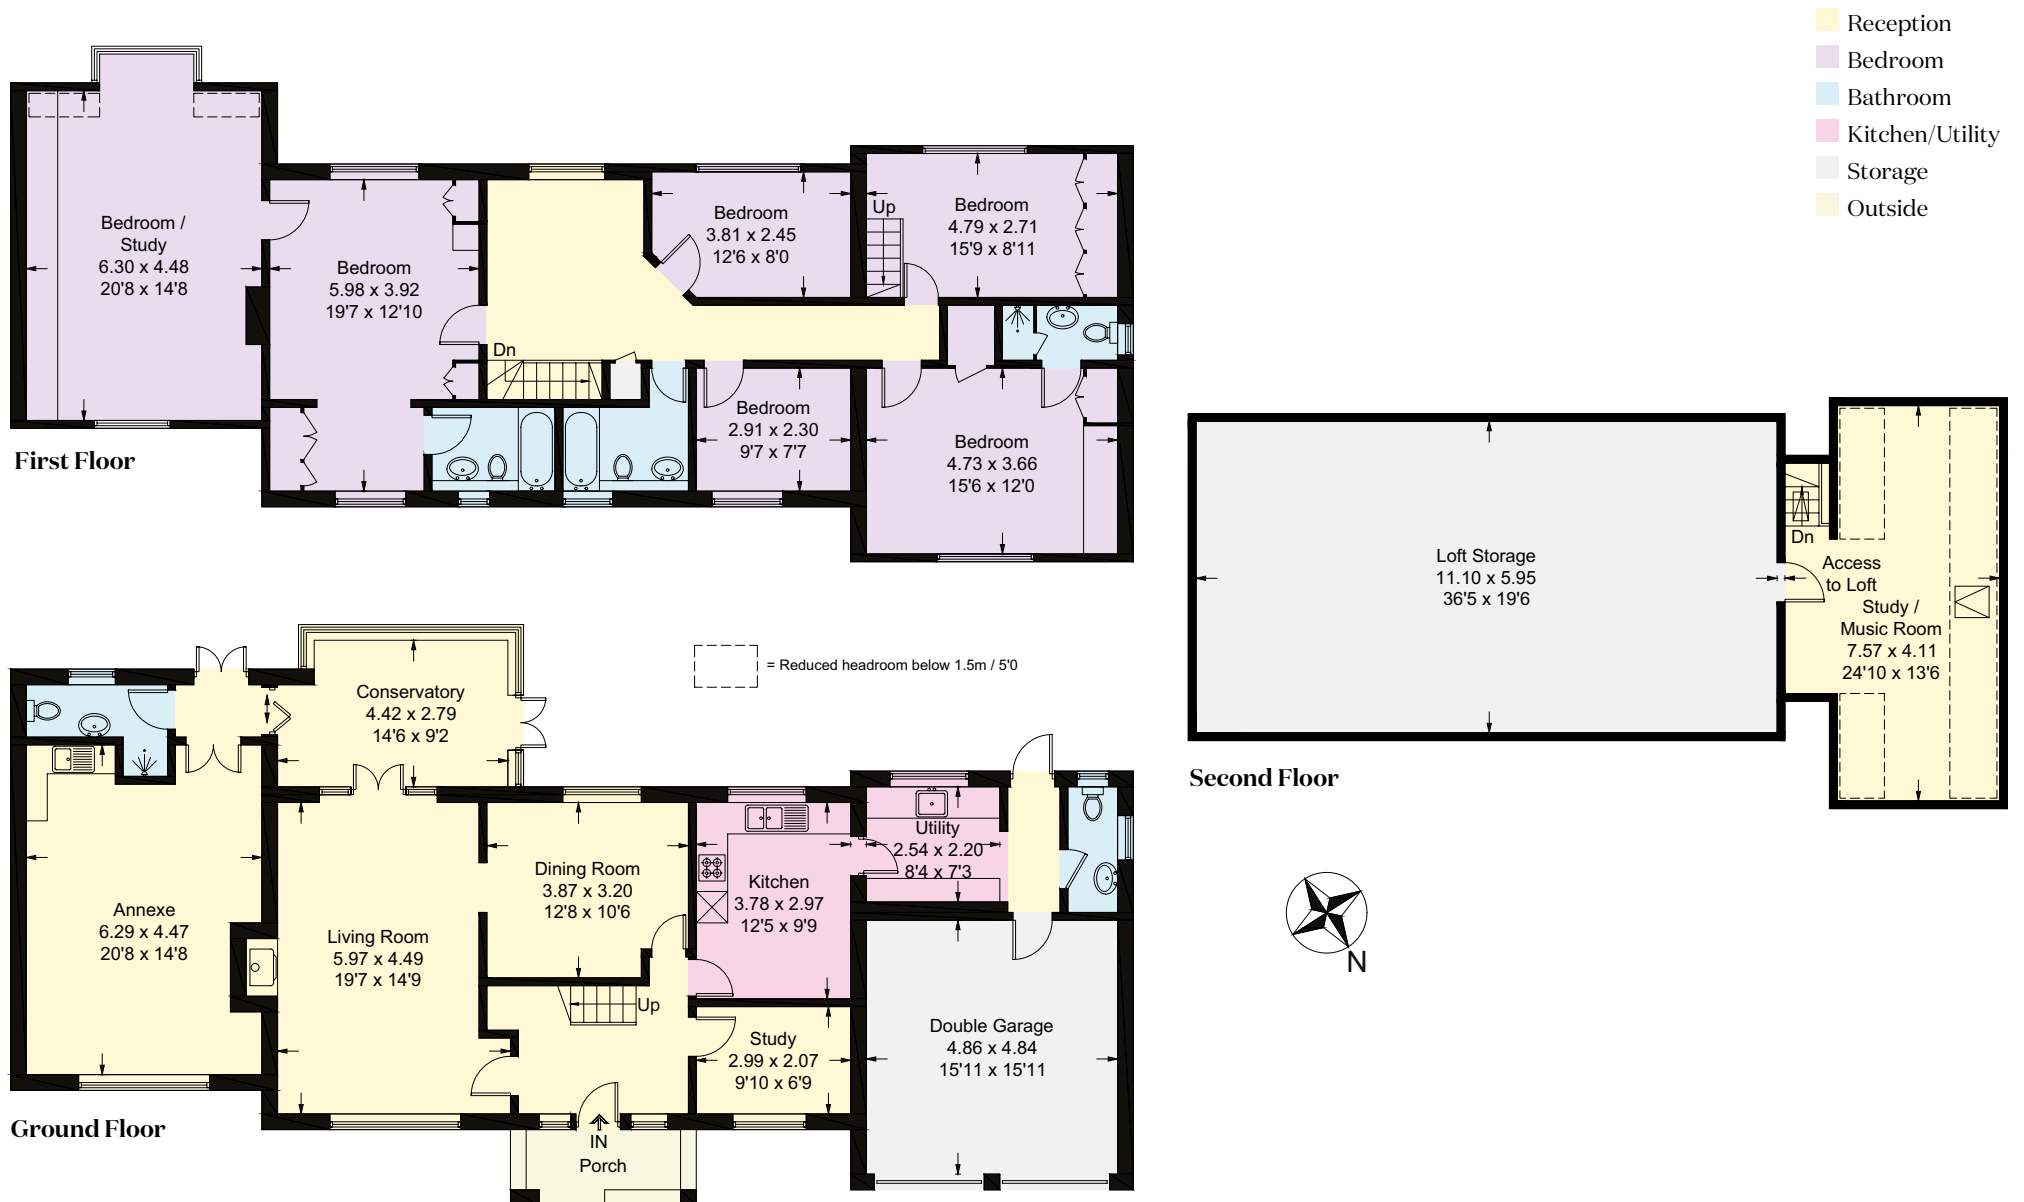 Reception
Bedroom
Bathroom
Kitchen/Utility
Storage
Outside
Bedroom /
Study
6.30 x 4.48
20'8 x 14'8
Bedroom
5.98 x 3.92
19'7 x 12'10
Dn
Bedroom
3.81 x 2.45
12'6 x 8'0
Up
Bedroom
4.79 x 2.71
15'9 x 8'11
Bedroom
2.91 x 2.30
9'7 x 7'7
Bedroom
4.73 x 3.66
15'6 x 12'0
First Floor
Loft Storage
11.10 x 5.95
36'5 x 19'6
Dn
Access
to Loft
Study /
Music Room
7.57 x 4.11
24'10 x 13'6
Second Floor
= Reduced headroom below 1.5m / 5'0
Conservatory
4.42 x 2.79
14'6 x 9'2
Annexe
6.29 x 4.47
20'8 x 14'8
Living Room
5.97 x 4.49
19'7 x 14'9
Dining Room
3.87 x 3.20
12'8 x 10'6
Kitchen
3.78 x 2.97
12'5 x 9'9
Utility
2.54 x 2.20
8'4 x 7'3
Up
Study
2.99 x 2.07
9'10 x 6'9
Double Garage
4.86 x 4.84
15'11 x 15'11
IN
Porch
Ground Floor
N